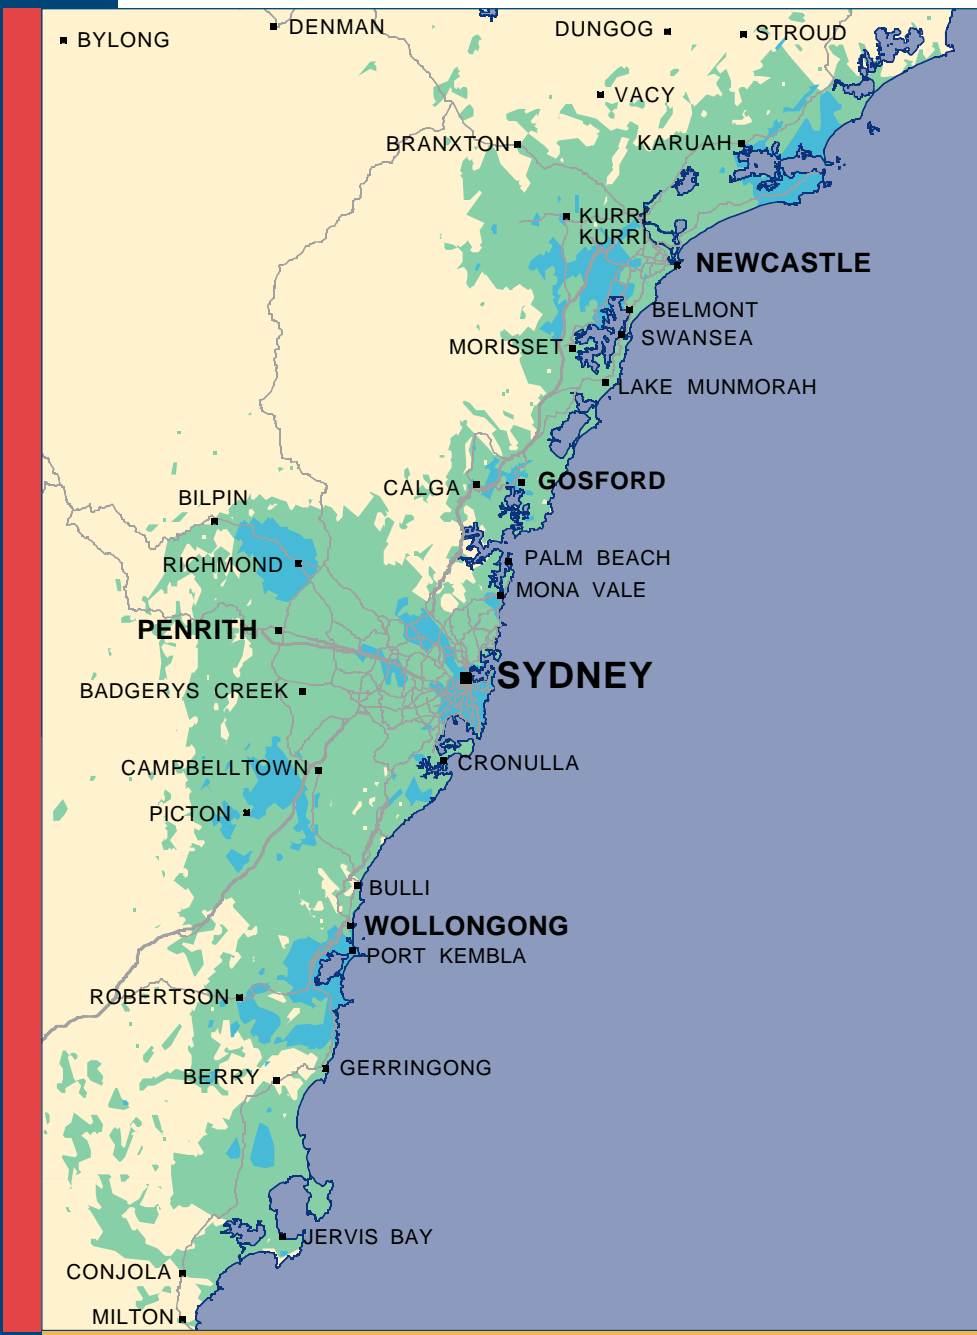 DENMAN
DUNGOG
STROUD
BYLONG
VACY
BRANXTON
KARUAH
KURRI
KURRI
NEWCASTLE
BELMONT
SWANSEA
MORISSET
LAKE MUNMORAH
GOSFORD
CALGA
BILPIN
PALM BEACH
RICHMOND
MONA VALE
PENRITH
SYDNEY
BADGERYS CREEK
CRONULLA
CAMPBELLTOWN
PICTON
BULLI
WOLLONGONG
PORT KEMBLA
ROBERTSON
GERRINGONG
BERRY
JERVIS BAY
CONJOLA
MILTON